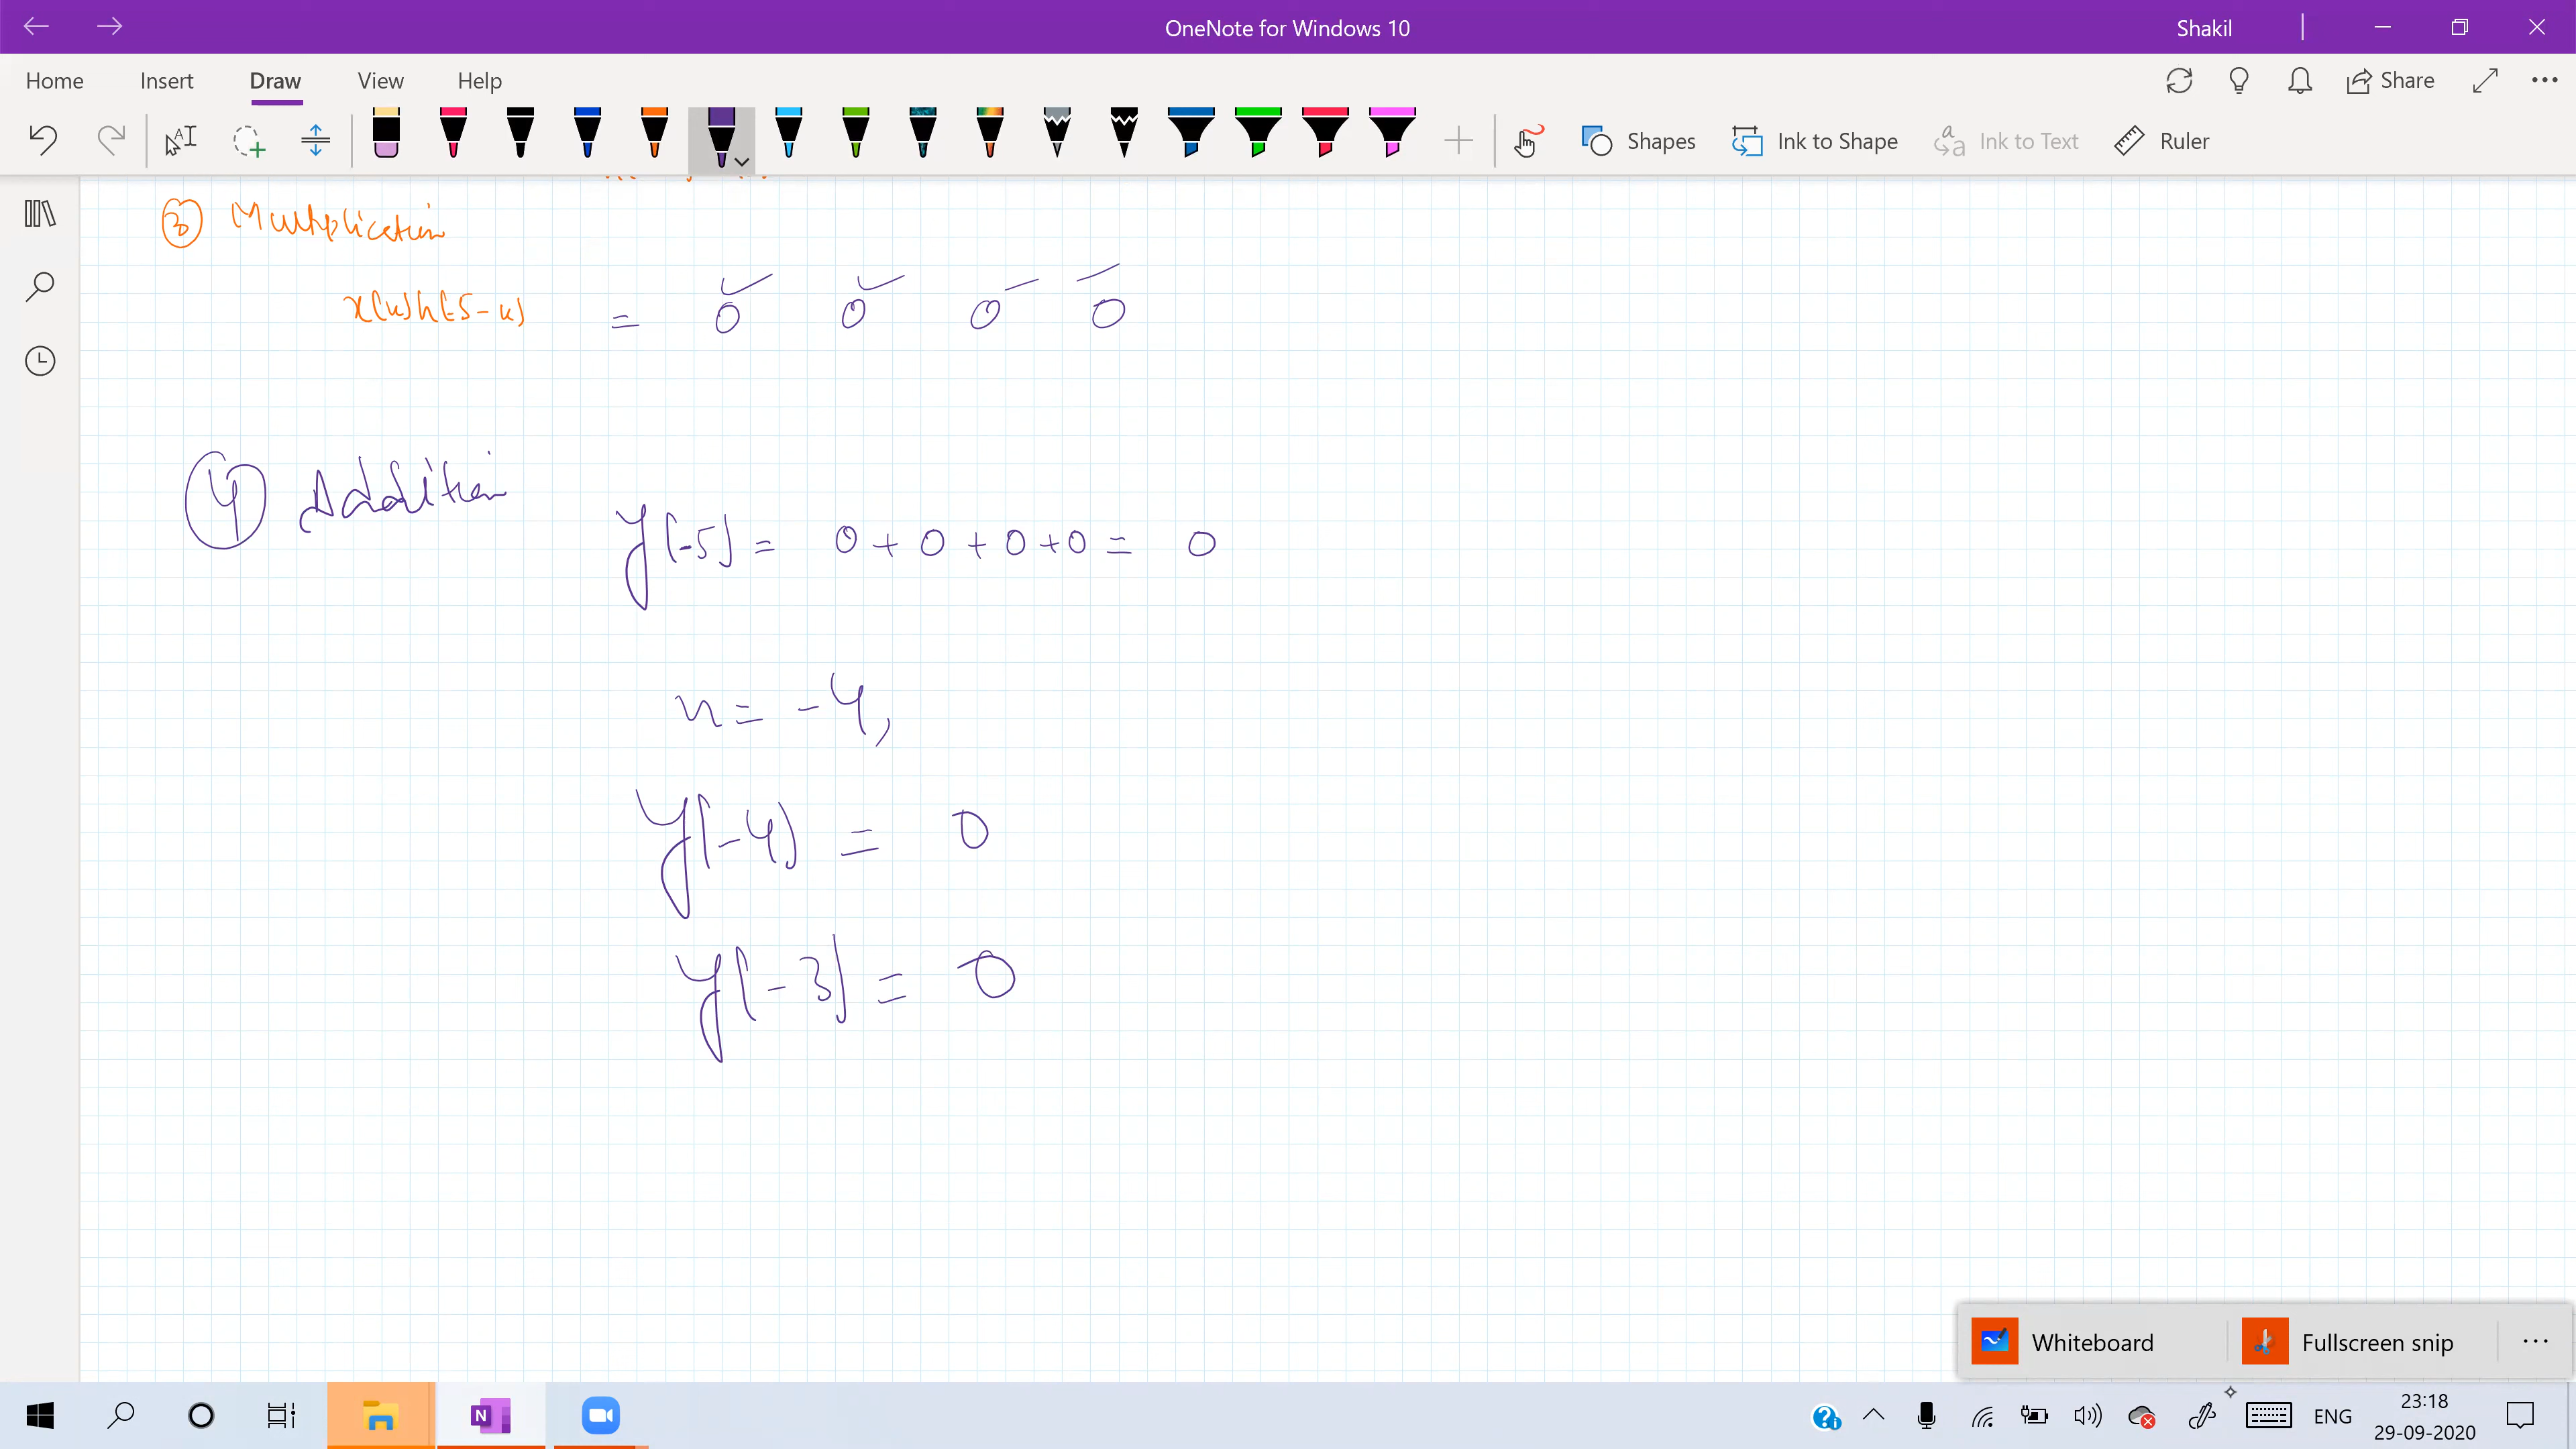 OneNote for Windows 10
Shakil
Home Insert Draw View Help
Share
Shapes Ink to Shape Ink to Text Ruler
③ Multiplication
x(k)h(-5-k) = 0 0 0 0
④ Addition
y[-5] = 0 + 0 + 0 + 0 = 0
n = -4,
y(-4) = 0
y[-3] = 0
Whiteboard Fullscreen snip
ENG
23:18
29-09-2020